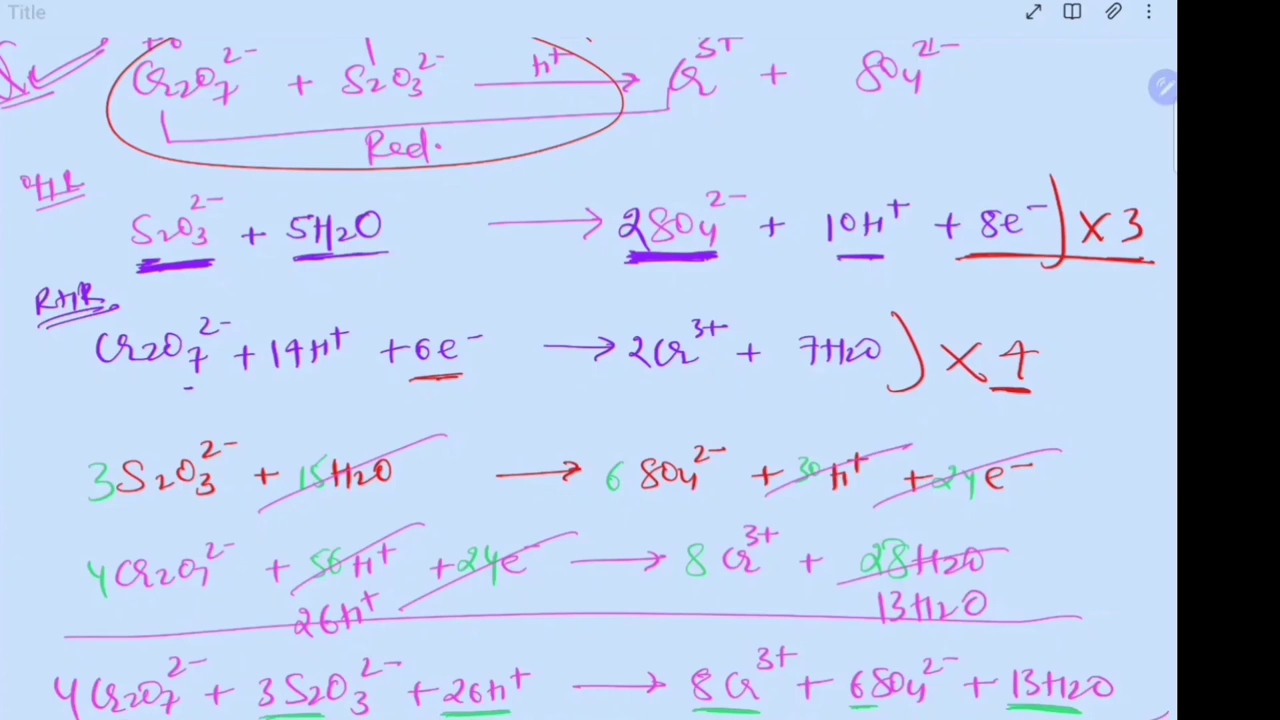 Title
Cr2O7^2- + S2O3^2- H+ → Cr^3+ + SO4^2-
Red.
OHR
S2O3^2- + 5H2O → 2SO4^2- + 10H+ + 8e-) × 3
RHR.
Cr2O7^2- + 14H+ + 6e- → 2Cr^3+ + 7H2O) × 4
3S2O3^2- + 15H2O → 6SO4^2- + 30H+ + 24e-
4Cr2O7^2- + 56H+ + 24e- → 8Cr^3+ + 28H2O
26H+ 13H2O
4Cr2O7^2- + 3S2O3^2- + 26H+ → 8Cr^3+ + 6SO4^2- + 13H2O